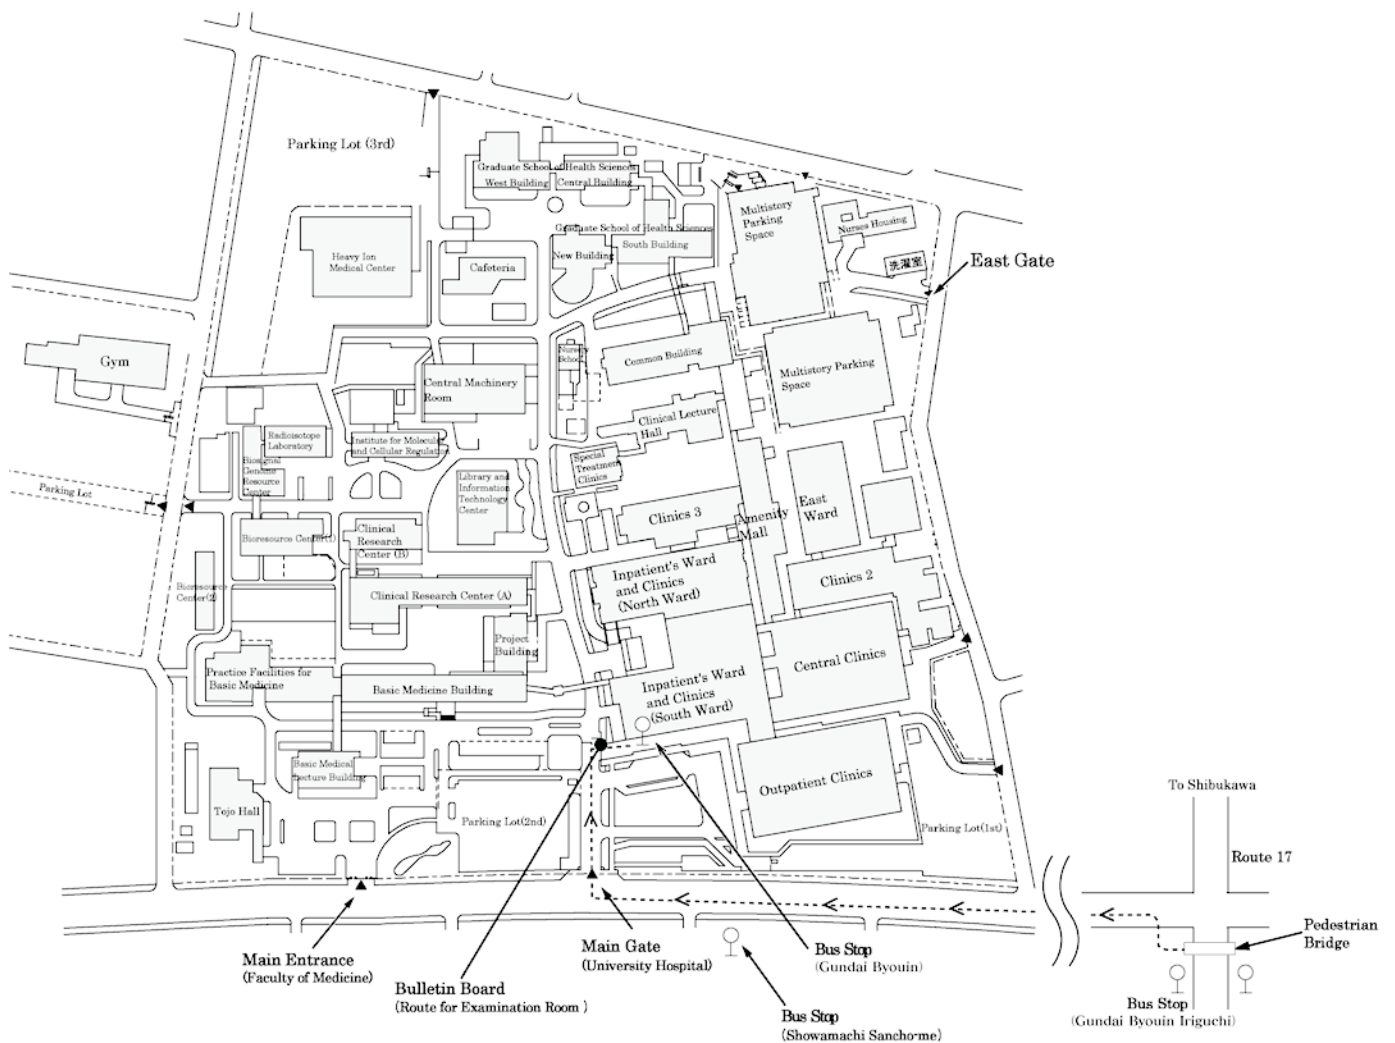 Parking Lot (3rd)
Graduate School of Health Sciences
West Building
Central Building
Multistory
Parking
Space
Nurses Housing
Graduate School of Health Sciences
South Building
New Building
Heavy Ion
Medical Center
Cafeteria
洗濯室
East Gate
Gym
Nursery
School
Common Building
Multistory Parking
Space
Central Machinery
Room
Clinical Lecture
Hall
Radioisotope
Laboratory
Institute for Molecular
and Cellular Regulation
Biosignal
Genome
Resource
Center
Special
Treatment
Clinics
Library and
Information
Technology
Center
Parking Lot
Clinics 3
Amenity
Mall
East
Ward
Bioresource Center(1)
Clinical
Research
Center (B)
Inpatient's Ward
and Clinics
(North Ward)
Clinics 2
Bioresource
Center(2)
Clinical Research Center (A)
Project
Building
Central Clinics
Practice Facilities for
Basic Medicine
Basic Medicine Building
Inpatient's Ward
and Clinics
(South Ward)
Basic Medical
Lecture Building
Outpatient Clinics
Tojo Hall
Parking Lot(2nd)
Parking Lot(1st)
To Shibukawa
Route 17
Pedestrian
Bridge
Main Entrance
(Faculty of Medicine)
Main Gate
(University Hospital)
Bus Stop
(Gundai Byouin)
Bulletin Board
(Route for Examination Room )
Bus Stop
(Showamachi Sancho-me)
Bus Stop
(Gundai Byouin Iriguchi)